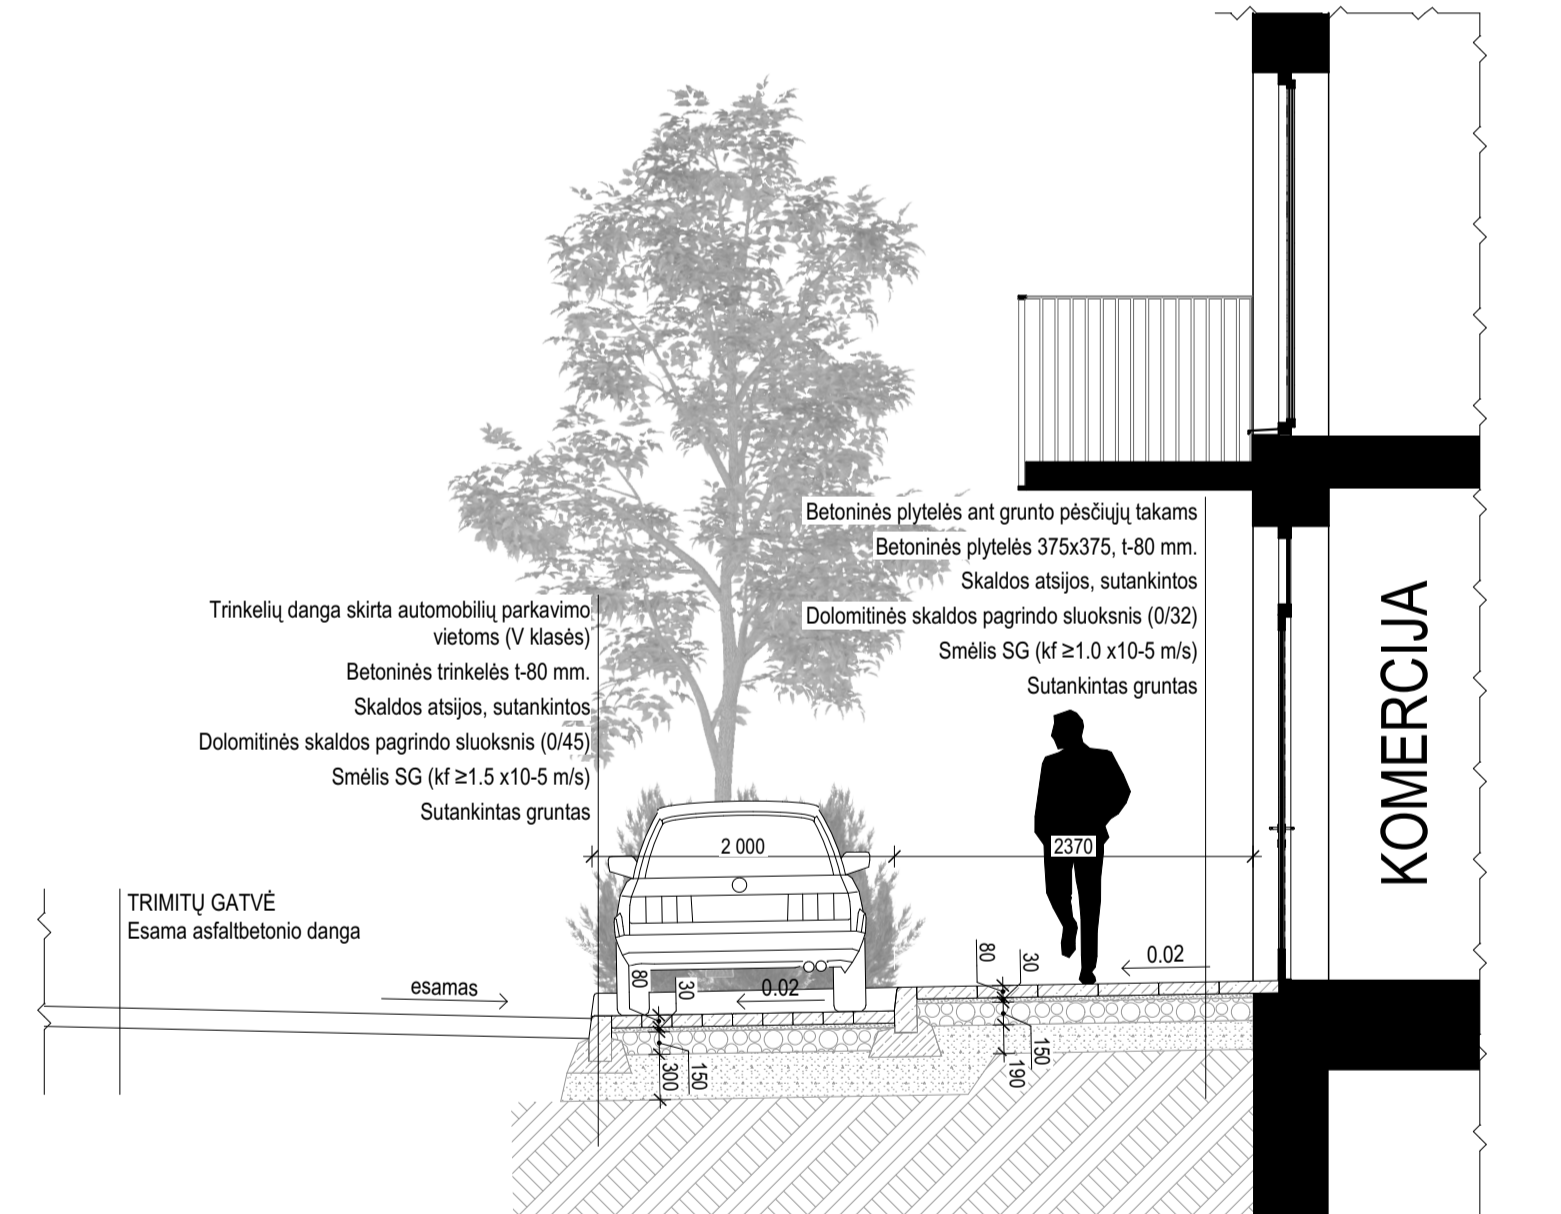 Betoninės plytelės ant grunto pėsčiųjų takams
Betoninės plytelės 375x375, t-80 mm.
Skaldos atsijos, sutankintos
Dolomitinės skaldos pagrindo sluoksnis (0/32)
Smėlis SG (kf ≥1.0 x10-5 m/s)
Sutankintas gruntas
Trinkelių danga skirta automobilių parkavimo
vietoms (V klasės)
Betoninės trinkelės t-80 mm.
Skaldos atsijos, sutankintos
Dolomitinės skaldos pagrindo sluoksnis (0/45)
Smėlis SG (kf ≥1.5 x10-5 m/s)
Sutankintas gruntas
KOMERCIJA
2 000
2370
TRIMITŲ GATVĖ
Esama asfaltbetonio danga
esamas
80
30
0.02
80
30
0.02
300
150
190
150